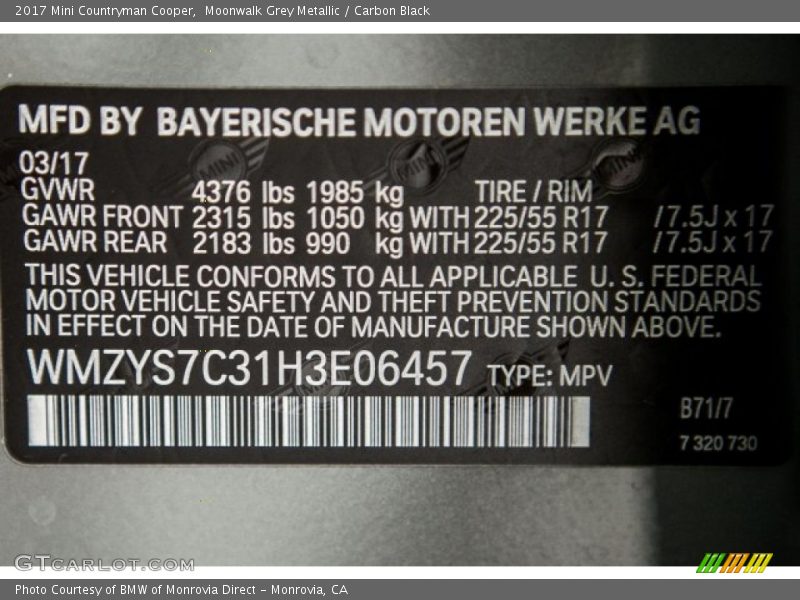 2017 Mini Countryman Cooper, Moonwalk Grey Metallic / Carbon Black
MFD BY BAYERISCHE MOTOREN WERKE AG
03/17
GVWR 4376 lbs 1985 kg TIRE / RIM
GAWR FRONT 2315 lbs 1050 kg WITH 225/55 R17 /7.5J x 17
GAWR REAR 2183 lbs 990 kg WITH 225/55 R17 /7.5J x 17
THIS VEHICLE CONFORMS TO ALL APPLICABLE U. S. FEDERAL
MOTOR VEHICLE SAFETY AND THEFT PREVENTION STANDARDS
IN EFFECT ON THE DATE OF MANUFACTURE SHOWN ABOVE.
WMZYS7C31H3E06457 TYPE: MPV
B71/7
7 320 730
GTCARLOT.COM
Photo Courtesy of BMW of Monrovia Direct - Monrovia, CA